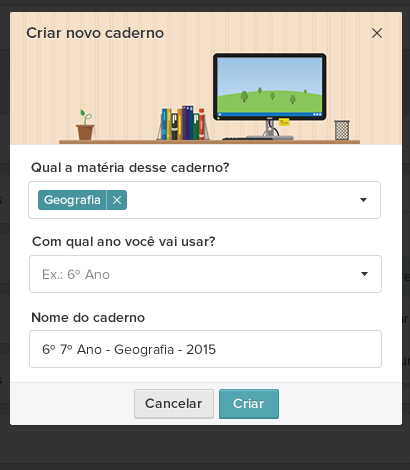 Criar novo caderno
Qual a matéria desse caderno?
Geografia
Com qual ano você vai usar?
Ex.: 6º Ano
Nome do caderno
6º 7º Ano - Geografia - 2015
Cancelar
Criar